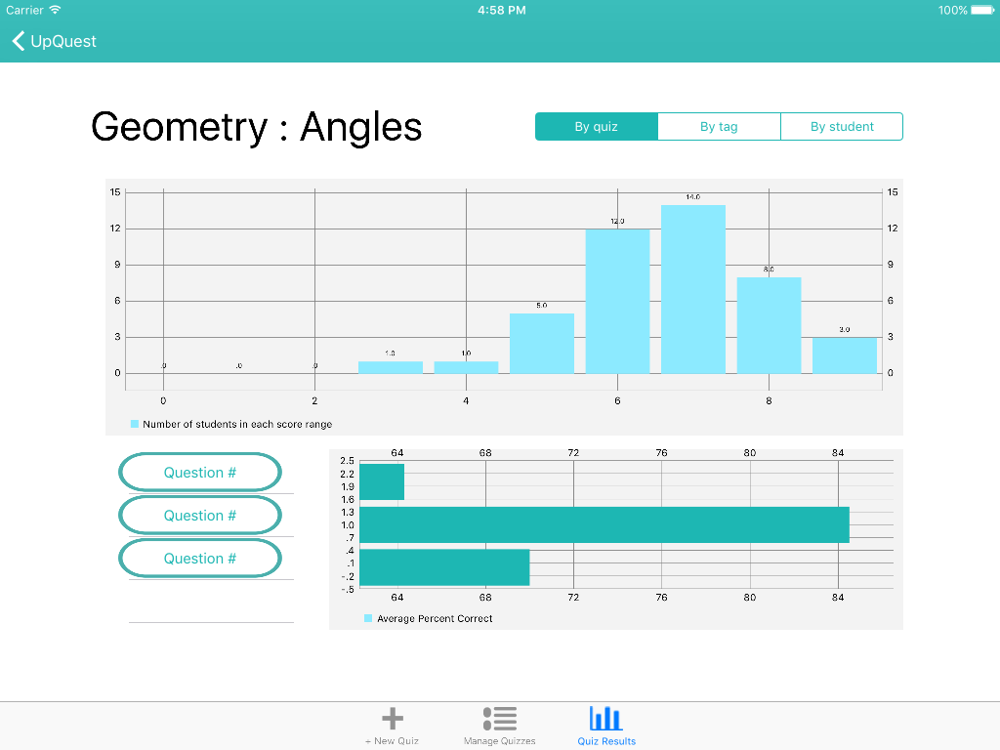 Carrier 4:58 PM 100%
UpQuest
Geometry : Angles
By quiz By tag By student
15 15
14.0
12 12.0 12
9 9
8.0
6 6
5.0
3 3.0 3
.0 .0 .0 1.0 1.0
0 0
0 2 4 6 8
Number of students in each score range
Question #
Question #
Question #
64 68 72 76 80 84
2.5
2.2
1.9
1.6
1.3
1.0
.7
.4
.1
-.2
-.5
64 68 72 76 80 84
Average Percent Correct
+ New Quiz Manage Quizzes Quiz Results